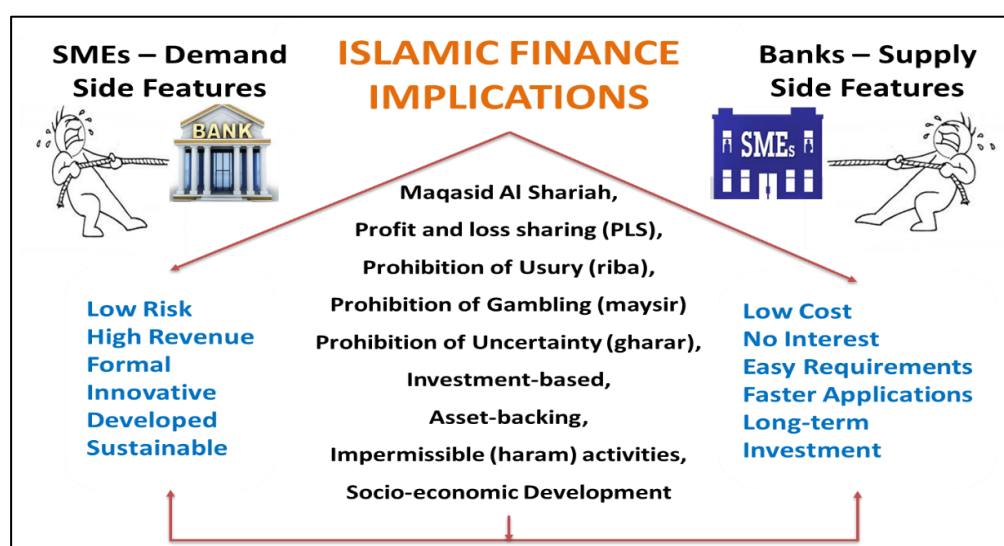 SMEs – Demand
Side Features
BANK
ISLAMIC FINANCE
IMPLICATIONS
Banks – Supply
Side Features
SMEs
Maqasid Al Shariah,
Profit and loss sharing (PLS),
Prohibition of Usury (riba),
Prohibition of Gambling (maysir)
Prohibition of Uncertainty (gharar),
Investment-based,
Asset-backing,
Impermissible (haram) activities,
Socio-economic Development
Low Risk
High Revenue
Formal
Innovative
Developed
Sustainable
Low Cost
No Interest
Easy Requirements
Faster Applications
Long-term
Investment